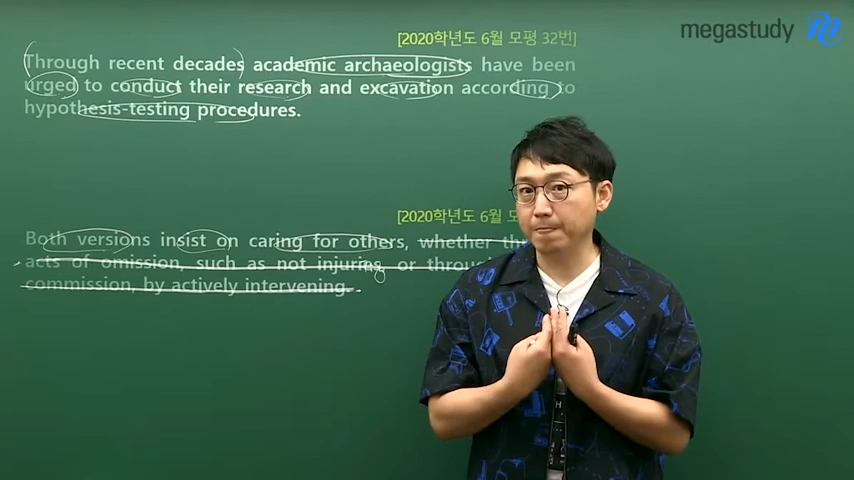 megastudy
[2020학년도 6월 모평 32번]
Through recent decades academic archaeologists have been
urged to conduct their research and excavation according to
hypothesis-testing procedures.
[2020학년도 6월
Both versions insist on caring for others, whether
acts of omission, such as not injuring, or
commission, by actively intervening.